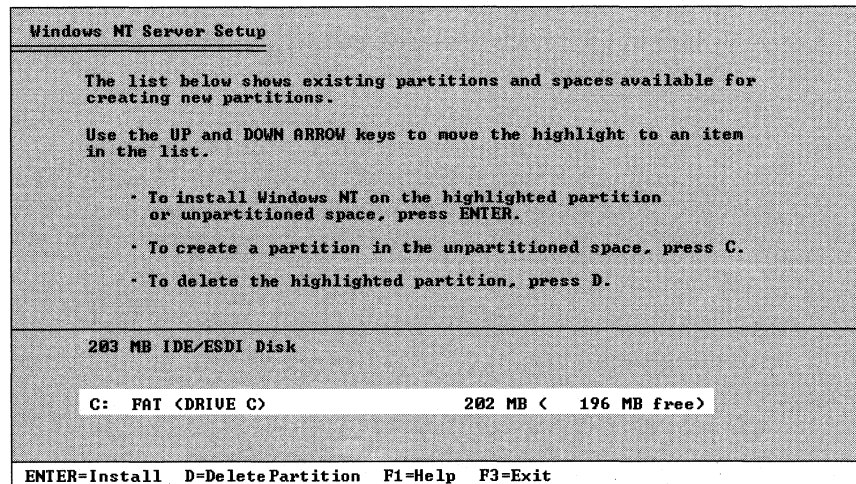 Windows NT Server Setup
The list below shows existing partitions and spaces available for
creating new partitions.
Use the UP and DOWN ARROW keys to move the highlight to an item
in the list.
· To install Windows NT on the highlighted partition
or unpartitioned space, press ENTER.
· To create a partition in the unpartitioned space, press C.
· To delete the highlighted partition, press D.
203 MB IDE/ESDI Disk
C: FAT (DRIVE C) 202 MB ( 196 MB free)
ENTER=Install D=Delete Partition F1=Help F3=Exit